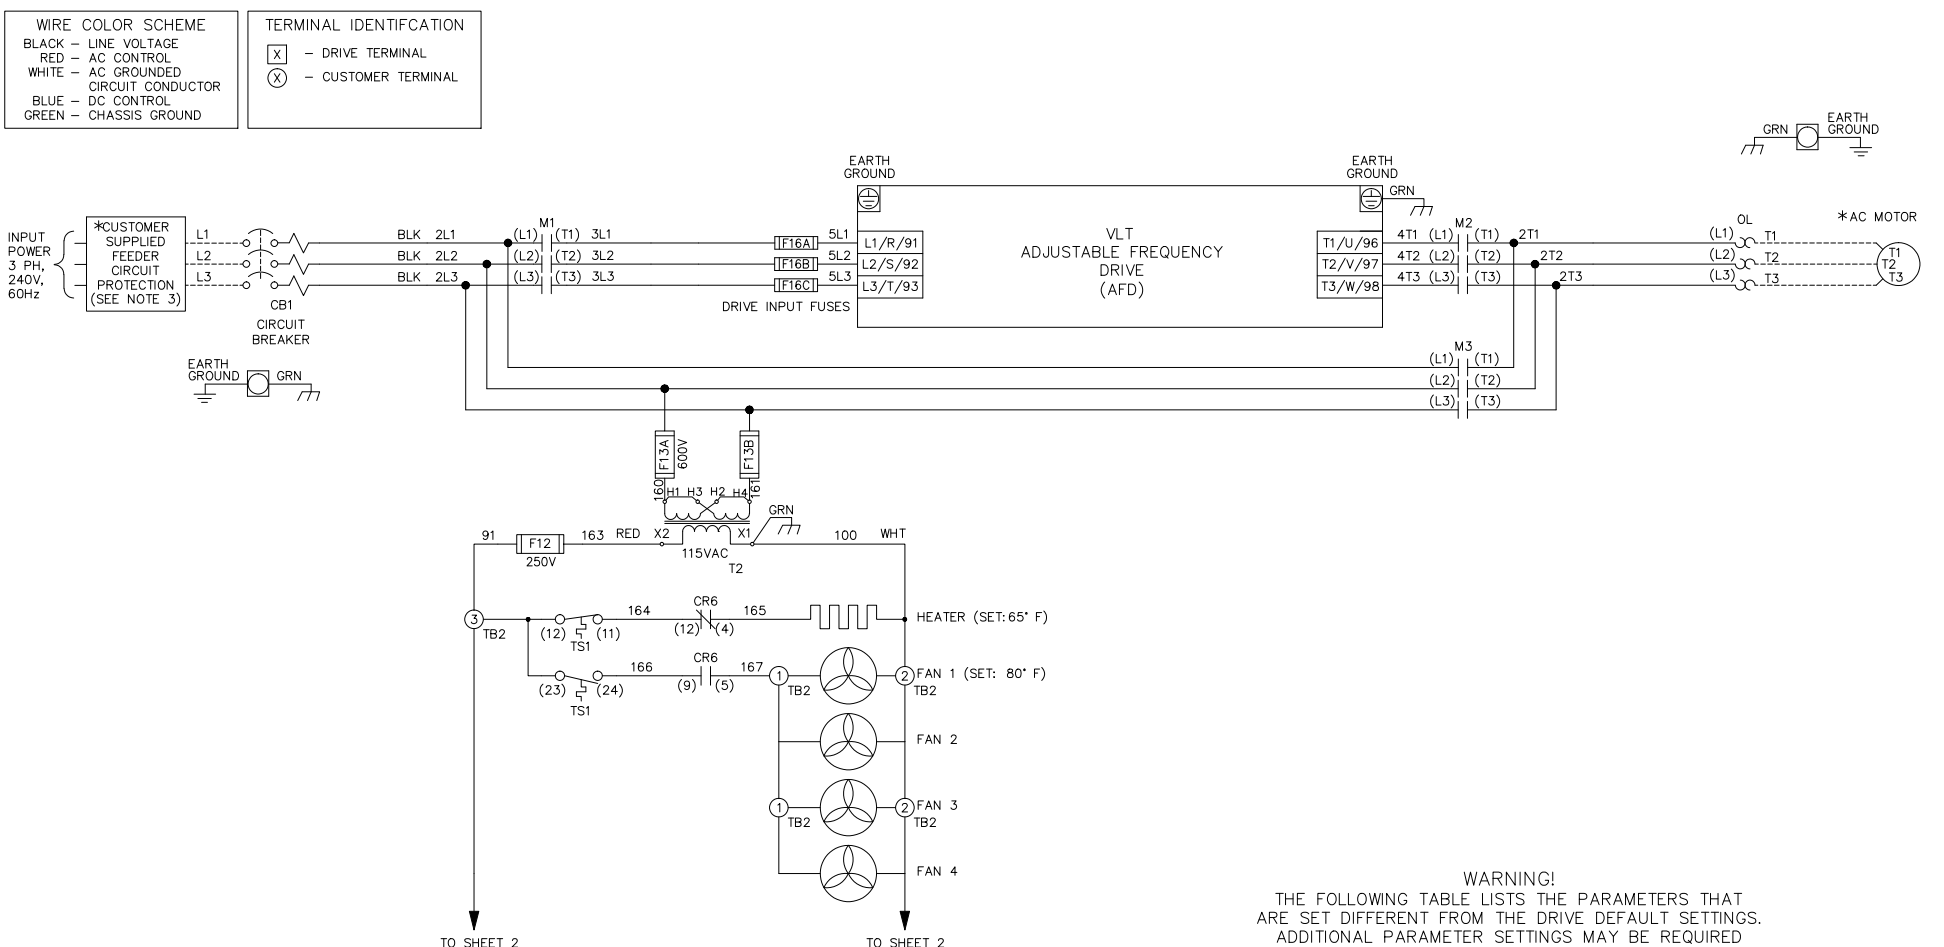 WIRE COLOR SCHEME
BLACK – LINE VOLTAGE
RED – AC CONTROL
WHITE – AC GROUNDED
CIRCUIT CONDUCTOR
BLUE – DC CONTROL
GREEN – CHASSIS GROUND
TERMINAL IDENTIFCATION
X – DRIVE TERMINAL
X – CUSTOMER TERMINAL
GRN
EARTH
GROUND
EARTH
GROUND
EARTH
GROUND
GRN
INPUT
POWER
3 PH,
240V,
60Hz
*CUSTOMER
SUPPLIED
FEEDER
CIRCUIT
PROTECTION
(SEE NOTE 3)
L1
L2
L3
CB1
CIRCUIT
BREAKER
BLK 2L1
BLK 2L2
BLK 2L3
M1
(L1) (T1) 3L1
(L2) (T2) 3L2
(L3) (T3) 3L3
F16A
F16B
F16C
DRIVE INPUT FUSES
5L1
5L2
5L3
L1/R/91
L2/S/92
L3/T/93
VLT
ADJUSTABLE FREQUENCY
DRIVE
(AFD)
T1/U/96
T2/V/97
T3/W/98
4T1 (L1) M2 (T1) 2T1
4T2 (L2) (T2) 2T2
4T3 (L3) (T3) 2T3
OL
(L1) T1
(L2) T2
(L3) T3
*AC MOTOR
T1
T2
T3
EARTH
GROUND
GRN
M3
(L1) (T1)
(L2) (T2)
(L3) (T3)
F13A
600V
F13B
160
161
H1 H3 H2 H4
GRN
91
F12
250V
163 RED X2
X1
115VAC
T2
100 WHT
3
TB2
(12) (11)
TS1
164
CR6
(12) (4)
165
HEATER (SET:65° F)
(23) (24)
TS1
166
CR6
(9) (5)
167
1
TB2
2
TB2
FAN 1 (SET: 80° F)
FAN 2
1
TB2
2
TB2
FAN 3
FAN 4
TO SHEET 2
TO SHEET 2
WARNING!
THE FOLLOWING TABLE LISTS THE PARAMETERS THAT
ARE SET DIFFERENT FROM THE DRIVE DEFAULT SETTINGS.
ADDITIONAL PARAMETER SETTINGS MAY BE REQUIRED